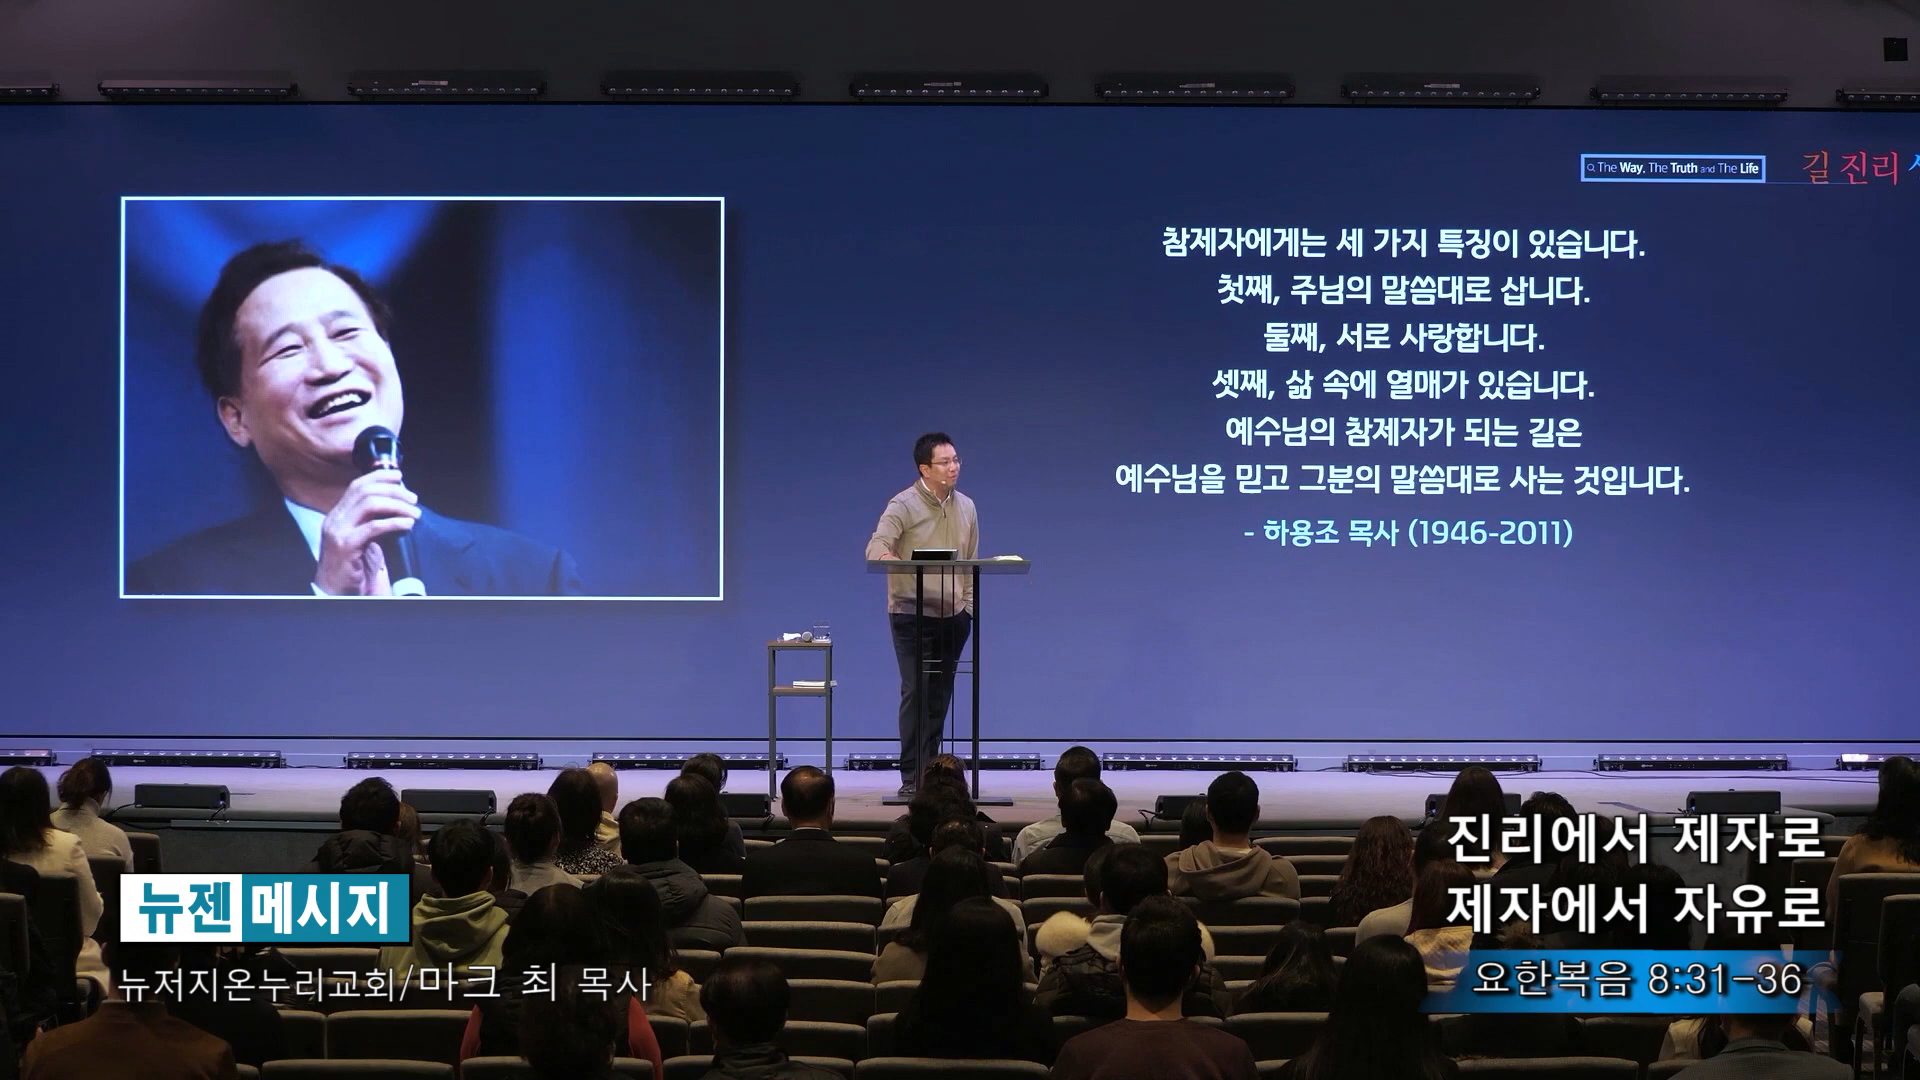 The Way, The Truth and The Life
길 진리
참제자에게는 세 가지 특징이 있습니다.
첫째, 주님의 말씀대로 삽니다.
둘째, 서로 사랑합니다.
셋째, 삶 속에 열매가 있습니다.
예수님의 참제자가 되는 길은
예수님을 믿고 그분의 말씀대로 사는 것입니다.
- 하용조 목사 (1946-2011)
진리에서 제자로
제자에서 자유로
요한복음 8:31-36
뉴젠 메시지
뉴저지온누리교회/마크 최 목사